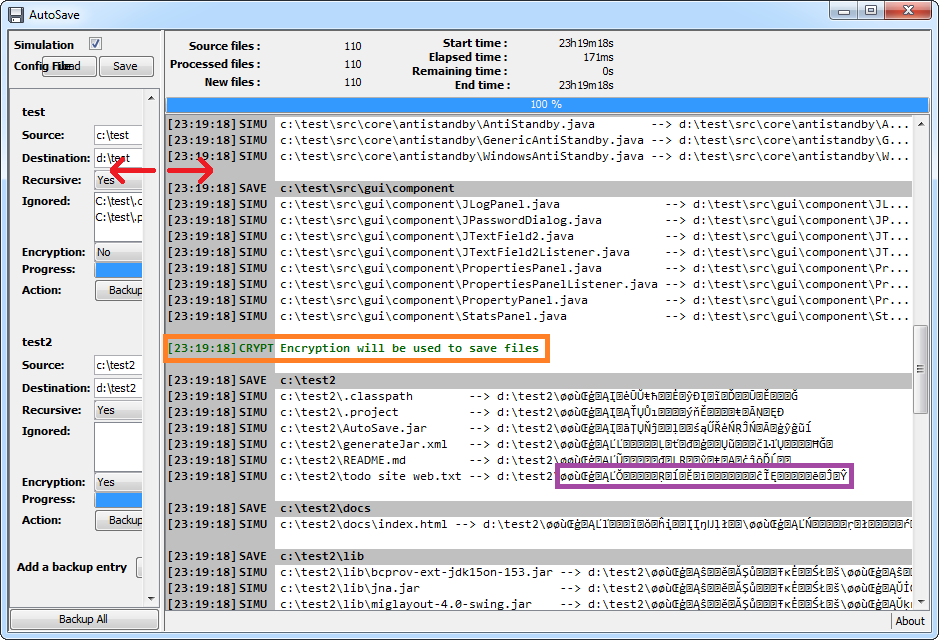 AutoSave
Simulation
Config File
Load
Save
test
Source: c:\test
Destination: d:\test
Recursive: Yes
Ignored: C:\test\.c
C:\test\.p
Encryption: No
Progress:
Action: Backup
test2
Source: c:\test2
Destination: d:\test2
Recursive: Yes
Ignored:
Encryption: Yes
Progress:
Action: Backup
Add a backup entry
Backup All
Source files : 110
Processed files : 110
New files : 110
Start time : 23h19m18s
Elapsed time : 171ms
Remaining time : 0s
End time : 23h19m18s
100 %
[23:19:18] SIMU c:\test\src\core\antistandby\AntiStandby.java --> d:\test\src\core\antistandby\A...
[23:19:18] SIMU c:\test\src\core\antistandby\GenericAntiStandby.java --> d:\test\src\core\antistandby\G...
[23:19:18] SIMU c:\test\src\core\antistandby\WindowsAntiStandby.java --> d:\test\src\core\antistandby\W...
[23:19:18] SAVE c:\test\src\gui\component
[23:19:18] SIMU c:\test\src\gui\component\JLogPanel.java --> d:\test\src\gui\component\JL...
[23:19:18] SIMU c:\test\src\gui\component\JPasswordDialog.java --> d:\test\src\gui\component\JP...
[23:19:18] SIMU c:\test\src\gui\component\JTextField2.java --> d:\test\src\gui\component\JT...
[23:19:18] SIMU c:\test\src\gui\component\JTextField2Listener.java --> d:\test\src\gui\component\JT...
[23:19:18] SIMU c:\test\src\gui\component\PropertiesPanel.java --> d:\test\src\gui\component\Pr...
[23:19:18] SIMU c:\test\src\gui\component\PropertiesPanelListener.java --> d:\test\src\gui\component\Pr...
[23:19:18] SIMU c:\test\src\gui\component\PropertyPanel.java --> d:\test\src\gui\component\Pr...
[23:19:18] SIMU c:\test\src\gui\component\StatsPanel.java --> d:\test\src\gui\component\St...
[23:19:18] CRYPT Encryption will be used to save files
[23:19:18] SAVE c:\test2
[23:19:18] SIMU c:\test2\.classpath --> d:\test2\
[23:19:18] SIMU c:\test2\.project --> d:\test2\
[23:19:18] SIMU c:\test2\AutoSave.jar --> d:\test2\
[23:19:18] SIMU c:\test2\generateJar.xml --> d:\test2\
[23:19:18] SIMU c:\test2\README.md --> d:\test2\
[23:19:18] SIMU c:\test2\todo site web.txt --> d:\test2\
[23:19:18] SAVE c:\test2\docs
[23:19:18] SIMU c:\test2\docs\index.html --> d:\test2\
[23:19:18] SAVE c:\test2\lib
[23:19:18] SIMU c:\test2\lib\bcprov-ext-jdk15on-153.jar --> d:\test2\
[23:19:18] SIMU c:\test2\lib\jna.jar --> d:\test2\
[23:19:18] SIMU c:\test2\lib\miglayout-4.0-swing.jar --> d:\test2\
About